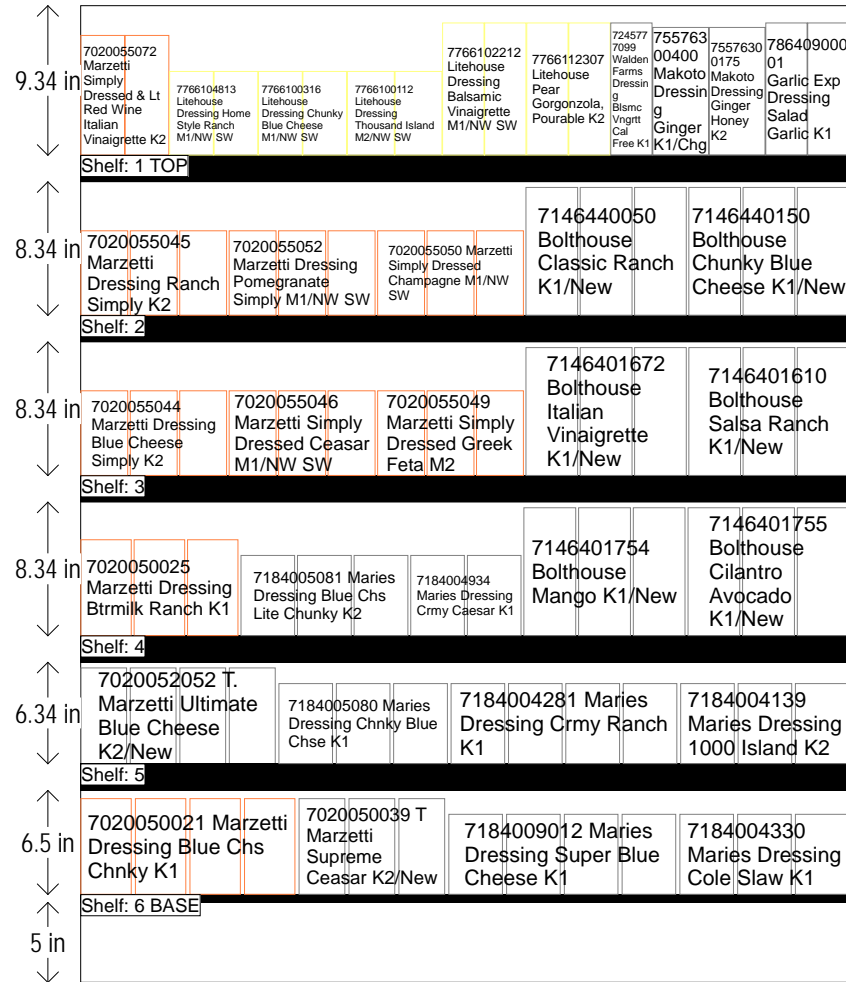 9.34 in
7020055072
Marzetti
Simply
Dressed & Lt
Red Wine
Italian
Vinaigrette K2
7766104813
Litehouse
Dressing Home
Style Ranch
M1/NW SW
7766100316
Litehouse
Dressing Chunky
Blue Cheese
M1/NW SW
7766100112
Litehouse
Dressing
Thousand Island
M2/NW SW
7766102212
Litehouse
Dressing
Balsamic
Vinaigrette
M1/NW SW
7766112307
Litehouse
Pear
Gorgonzola,
Pourable K2
724577
7099
Walden
Farms
Dressin
g
Blsmc
Vngrtt
Cal
Free K1
755763
00400
Makoto
Dressin
g
Ginger
K1/Chg
7557630
0175
Makoto
Dressing
Ginger
Honey
K2
786409000
01
Garlic Exp
Dressing
Salad
Garlic K1
Shelf: 1 TOP
8.34 in
7020055045
Marzetti
Dressing Ranch
Simply K2
7020055052
Marzetti Dressing
Pomegranate
Simply M1/NW SW
7020055050 Marzetti
Simply Dressed
Champagne M1/NW
SW
7146440050
Bolthouse
Classic Ranch
K1/New
7146440150
Bolthouse
Chunky Blue
Cheese K1/New
Shelf: 2
8.34 in
7020055044
Marzetti Dressing
Blue Cheese
Simply K2
7020055046
Marzetti Simply
Dressed Ceasar
M1/NW SW
7020055049
Marzetti Simply
Dressed Greek
Feta M2
7146401672
Bolthouse
Italian
Vinaigrette
K1/New
7146401610
Bolthouse
Salsa Ranch
K1/New
Shelf: 3
8.34 in
7020050025
Marzetti Dressing
Btrmilk Ranch K1
7184005081 Maries
Dressing Blue Chs
Lite Chunky K2
7184004934
Maries Dressing
Crmy Caesar K1
7146401754
Bolthouse
Mango K1/New
7146401755
Bolthouse
Cilantro
Avocado
K1/New
Shelf: 4
6.34 in
7020052052 T.
Marzetti Ultimate
Blue Cheese
K2/New
7184005080 Maries
Dressing Chnky Blue
Chse K1
7184004281 Maries
Dressing Crmy Ranch
K1
7184004139
Maries Dressing
1000 Island K2
Shelf: 5
6.5 in
7020050021 Marzetti
Dressing Blue Chs
Chnky K1
7020050039 T
Marzetti
Supreme
Ceasar K2/New
7184009012 Maries
Dressing Super Blue
Cheese K1
7184004330
Maries Dressing
Cole Slaw K1
Shelf: 6 BASE
5 in